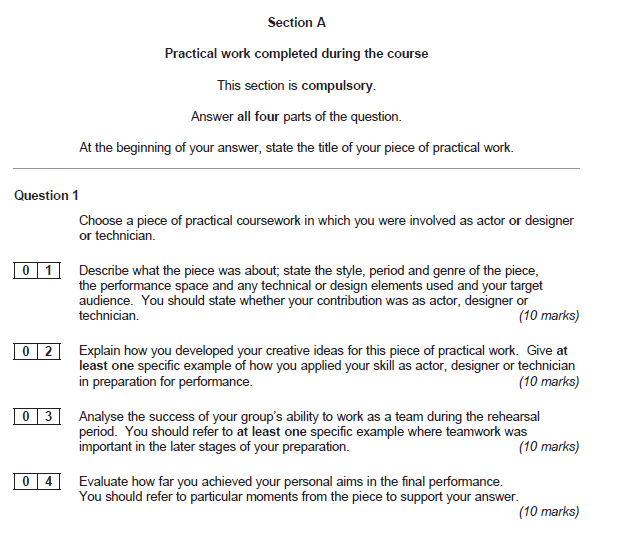 Section A
Practical work completed during the course
This section is compulsory.
Answer all four parts of the question.
At the beginning of your answer, state the title of your piece of practical work.
Question 1
Choose a piece of practical coursework in which you were involved as actor or designer
or technician.
0 1 Describe what the piece was about; state the style, period and genre of the piece,
the performance space and any technical or design elements used and your target
audience. You should state whether your contribution was as actor, designer or
technician. (10 marks)
0 2 Explain how you developed your creative ideas for this piece of practical work. Give at
least one specific example of how you applied your skill as actor, designer or technician
in preparation for performance. (10 marks)
0 3 Analyse the success of your group's ability to work as a team during the rehearsal
period. You should refer to at least one specific example where teamwork was
important in the later stages of your preparation. (10 marks)
0 4 Evaluate how far you achieved your personal aims in the final performance.
You should refer to particular moments from the piece to support your answer.
(10 marks)